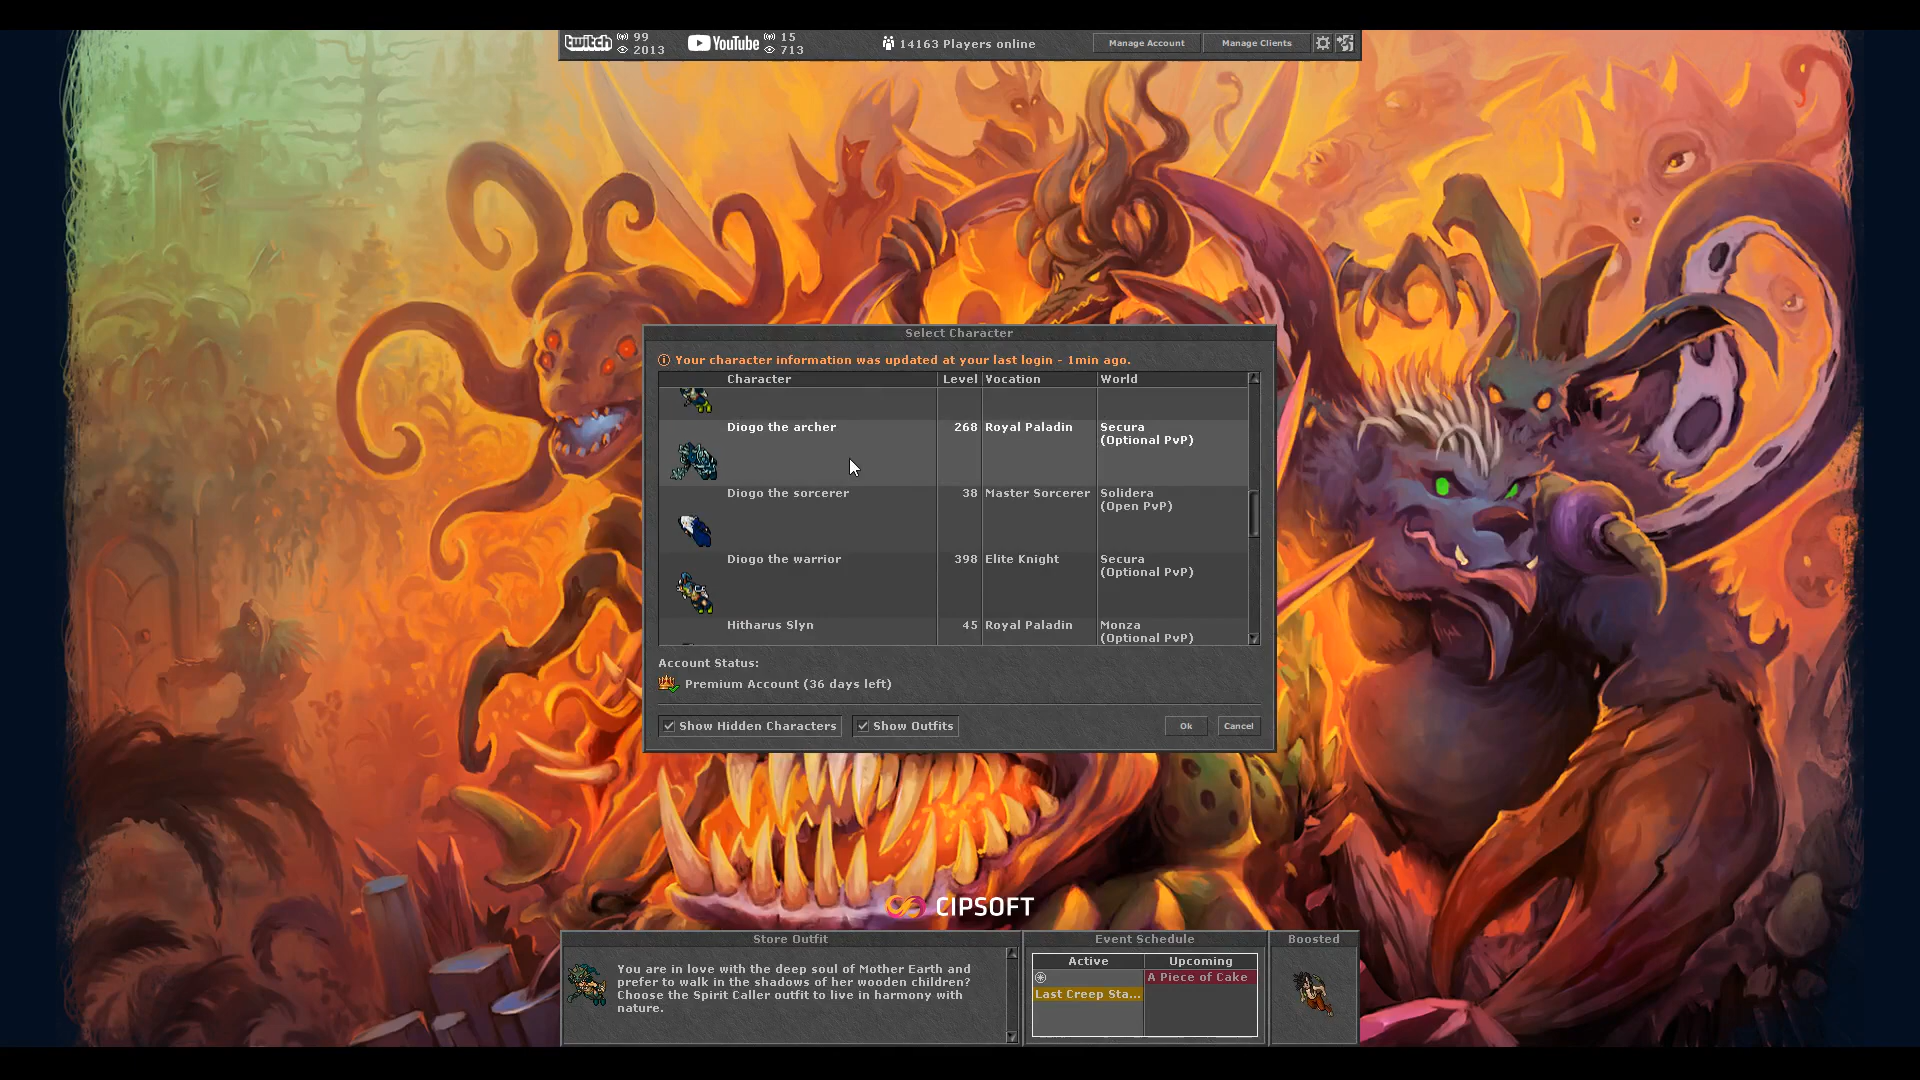 twitch 99 2013 YouTube 15 713 14163 Players online Manage Account Manage Clients
Select Character
Your character information was updated at your last login - 1min ago.
Character Level Vocation World
Diogo the archer 268 Royal Paladin Secura
(Optional PvP)
Diogo the sorcerer 38 Master Sorcerer Solidera
(Open PvP)
Diogo the warrior 398 Elite Knight Secura
(Optional PvP)
Hitharus Slyn 45 Royal Paladin Monza
(Optional PvP)
Account Status:
Premium Account (36 days left)
Show Hidden Characters Show Outfits Ok Cancel
CIPSOFT
Store Outfit
You are in love with the deep soul of Mother Earth and
prefer to walk in the shadows of her wooden children?
Choose the Spirit Caller outfit to live in harmony with
nature.
Event Schedule
Active Upcoming
A Piece of Cake
Last Creep Sta...
Boosted